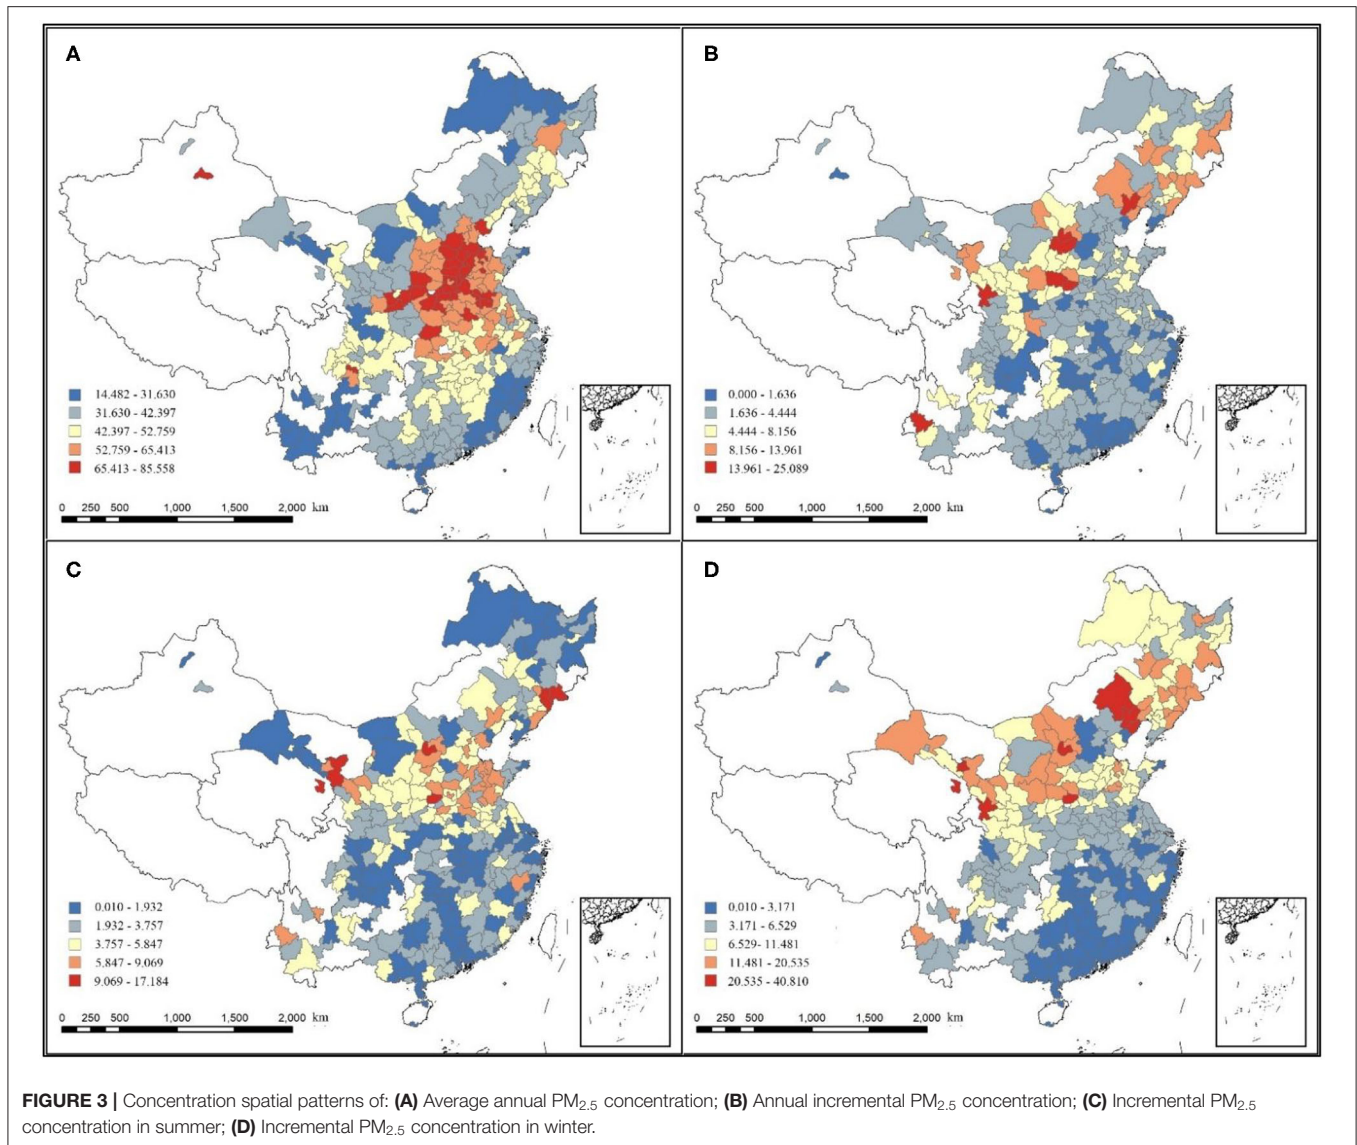 A
14.482 - 31.630
31.630 - 42.397
42.397 - 52.759
52.759 - 65.413
65.413 - 85.558
0 250 500 1,000 1,500 2,000 km
B
0.000 - 1.636
1.636 - 4.444
4.444 - 8.156
8.156 - 13.961
13.961 - 25.089
0 250 500 1,000 1,500 2,000 km
C
0.010 - 1.932
1.932 - 3.757
3.757 - 5.847
5.847 - 9.069
9.069 - 17.184
0 250 500 1,000 1,500 2,000 km
D
0.010 - 3.171
3.171 - 6.529
6.529- 11.481
11.481 - 20.535
20.535 - 40.810
0 250 500 1,000 1,500 2,000 km
FIGURE 3 | Concentration spatial patterns of: (A) Average annual PM2.5 concentration; (B) Annual incremental PM2.5 concentration; (C) Incremental PM2.5
concentration in summer; (D) Incremental PM2.5 concentration in winter.